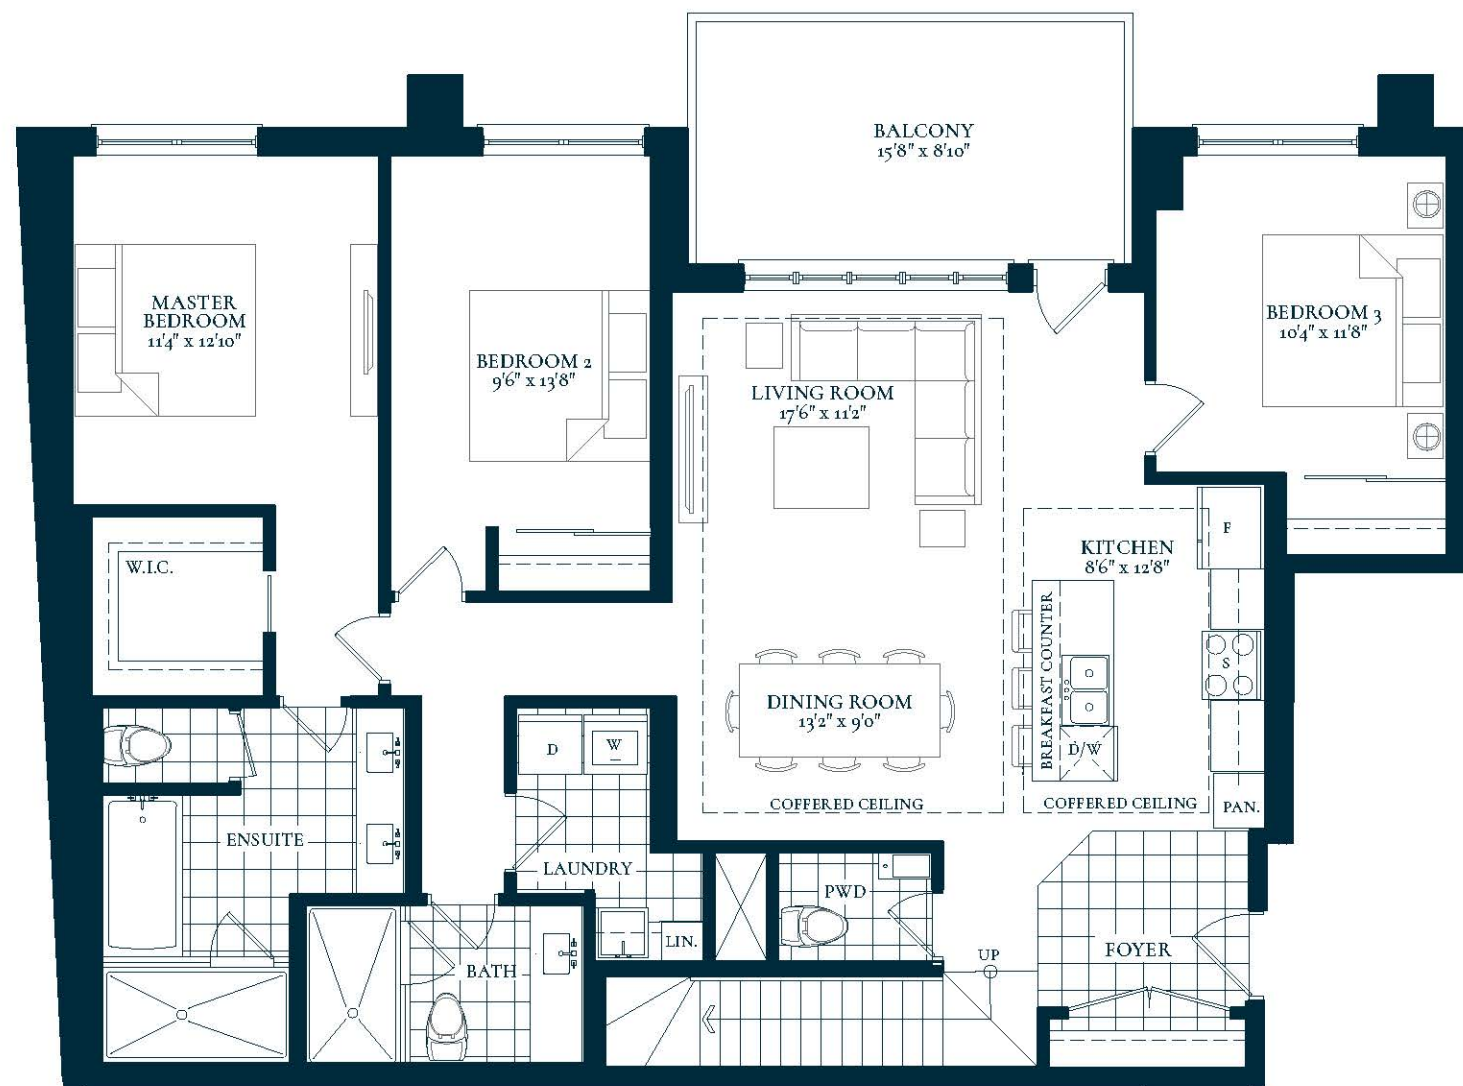 BALCONY
15'8" x 8'10"
MASTER
BEDROOM
11'4" x 12'10"
BEDROOM 2
9'6" x 13'8"
LIVING ROOM
17'6" x 11'2"
BEDROOM 3
10'4" x 11'8"
W.I.C.
KITCHEN
8'6" x 12'8"
F
BREAKFAST COUNTER
S
DINING ROOM
13'2" x 9'0"
D
W
D/W
COFFERED CEILING
COFFERED CEILING
PAN.
ENSUITE
LAUNDRY
PWD
LIN.
BATH
UP
FOYER